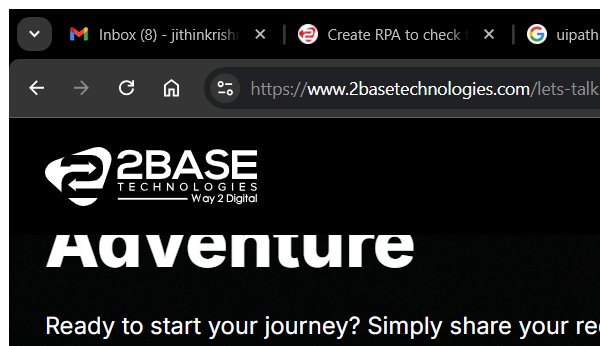 Inbox (8) - jithinkrishn
Create RPA to check
uipath
https://www.2basetechnologies.com/lets-talk
2BASE
TECHNOLOGIES
Way 2 Digital
Adventure
Ready to start your journey? Simply share your re